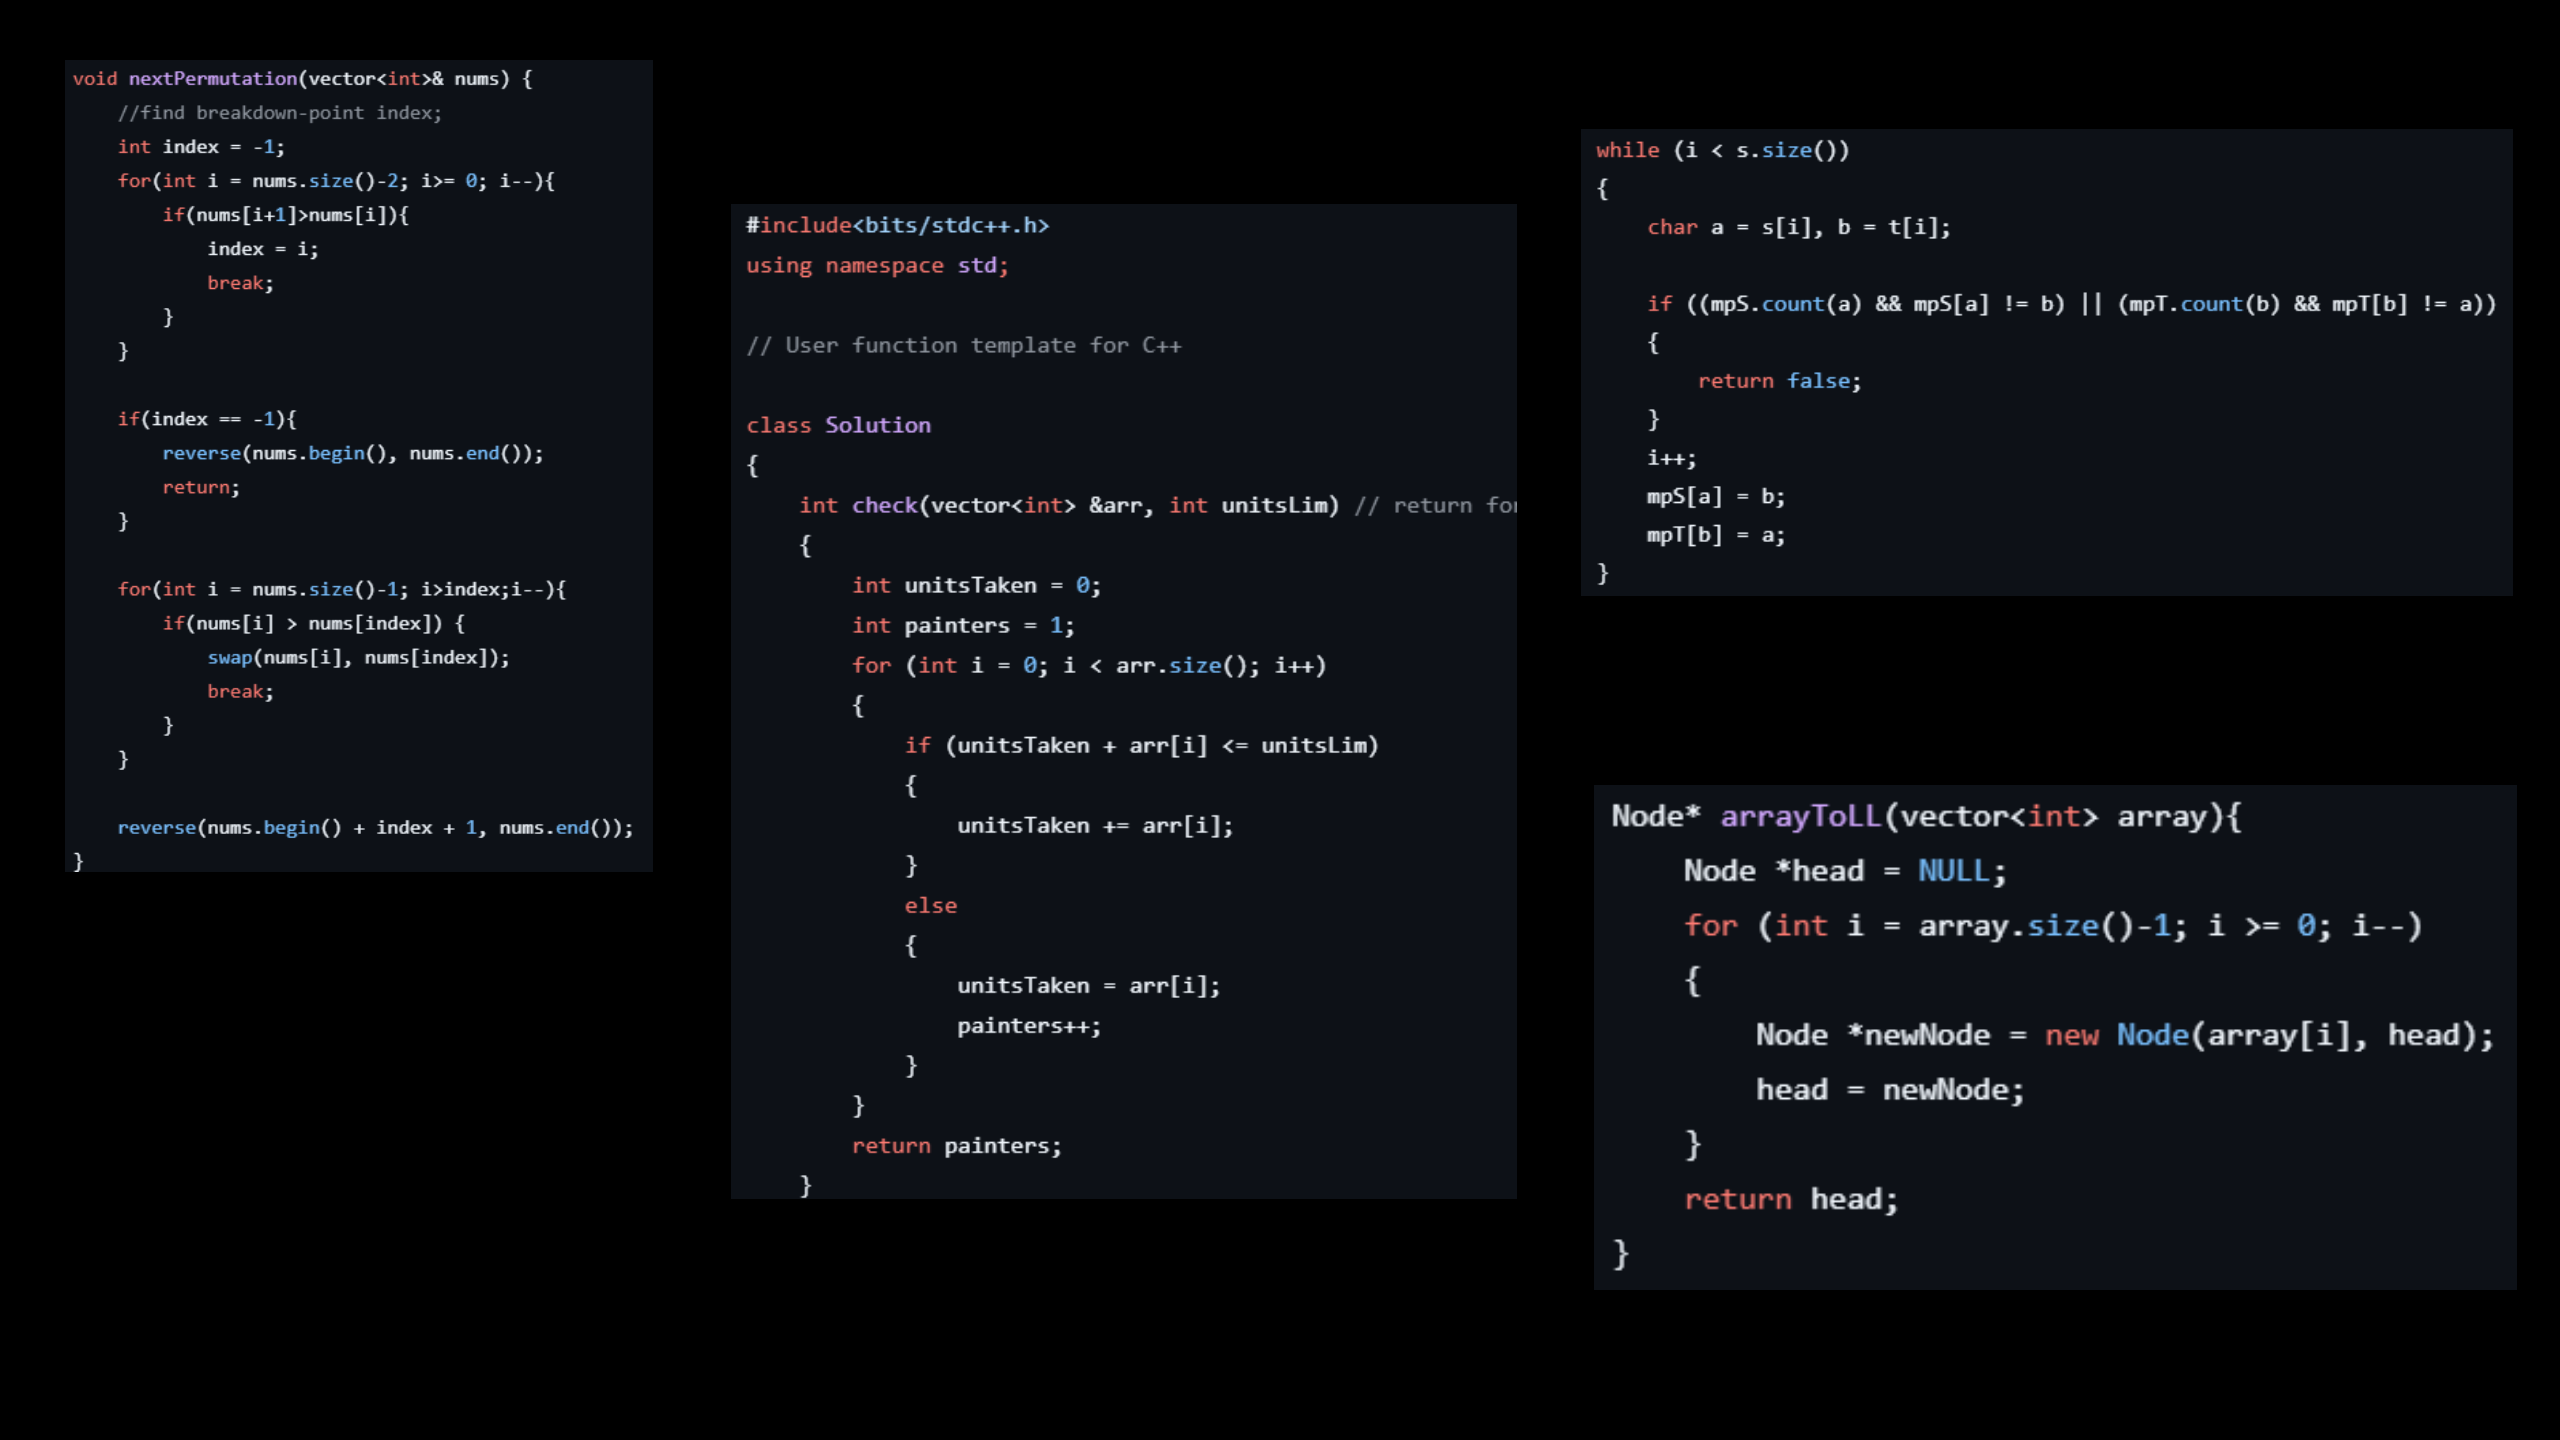 void nextPermutation(vector<int>& nums) {
    //find breakdown-point index;
    int index = -1;
    for(int i = nums.size()-2; i>= 0; i--){
        if(nums[i+1]>nums[i]){
            index = i;
            break;
        }
    }
    if(index == -1){
        reverse(nums.begin(), nums.end());
        return;
    }
    for(int i = nums.size()-1; i>index;i--){
        if(nums[i] > nums[index]) {
            swap(nums[i], nums[index]);
            break;
        }
    }
    reverse(nums.begin() + index + 1, nums.end());
}
#include<bits/stdc++.h>
using namespace std;
// User function template for C++
class Solution
{
    int check(vector<int> &arr, int unitsLim) // return
    {
        int unitsTaken = 0;
        int painters = 1;
        for (int i = 0; i < arr.size(); i++)
        {
            if (unitsTaken + arr[i] <= unitsLim)
            {
                unitsTaken += arr[i];
            }
            else
            {
                unitsTaken = arr[i];
                painters++;
            }
        }
        return painters;
    }
while (i < s.size())
{
    char a = s[i], b = t[i];
    if ((mpS.count(a) && mpS[a] != b) || (mpT.count(b) && mpT[b] != a))
    {
        return false;
    }
    i++;
    mpS[a] = b;
    mpT[b] = a;
}
Node* arrayToLL(vector<int> array){
    Node *head = NULL;
    for (int i = array.size()-1; i >= 0; i--)
    {
        Node *newNode = new Node(array[i], head);
        head = newNode;
    }
    return head;
}